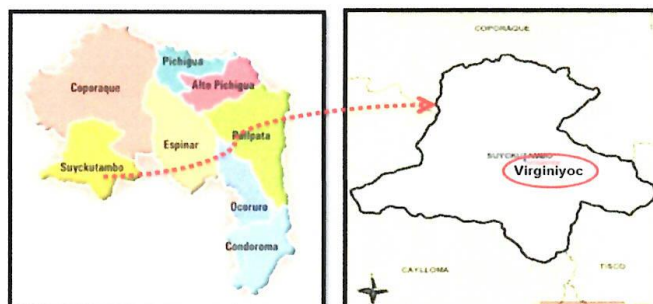 Pichigua
Alto Pichigua
Coporaque
Espinar
Pallpata
Suyckutambo
Ocoruro
Condoroma
COPORAQUE
SUYCKUTAMBO
Virginiyoc
CAYLLOMA
TISCO